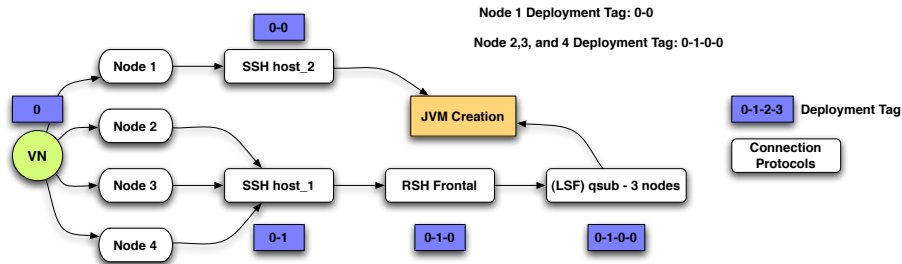 Node 1 Deployment Tag: 0-0
Node 2,3, and 4 Deployment Tag: 0-1-0-0
0-0
Node 1
SSH host_2
0
JVM Creation
0-1-2-3
Deployment Tag
Node 2
VN
Connection
Protocols
Node 3
SSH host_1
RSH Frontal
(LSF) qsub - 3 nodes
Node 4
0-1
0-1-0
0-1-0-0